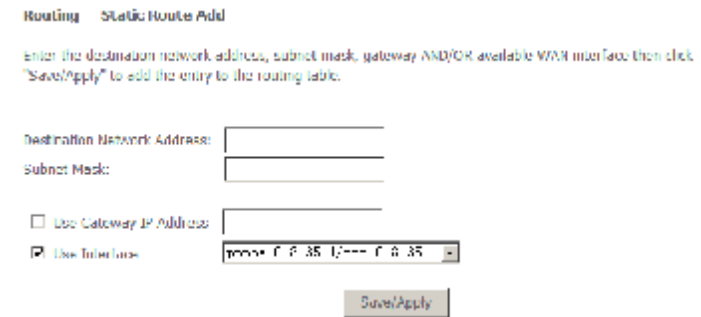 Routing Static Route Add
Enter the destination network address, subnet mask, gateway AND/OR available WAN interface then click
"Save/Apply" to add the entry to the routing table.
Destination Network Address:
Subnet Mask:
Use Gateway IP Address
Use Interface
Save/Apply